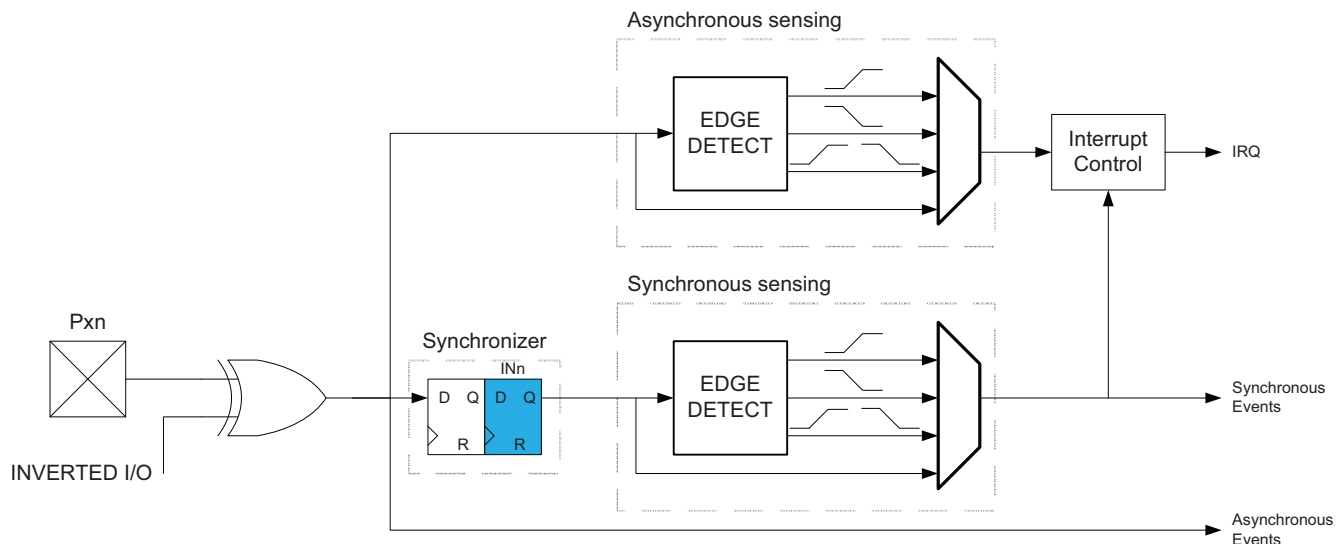 Asynchronous sensing
EDGE
DETECT
Interrupt
Control
IRQ
Synchronous sensing
Pxn
Synchronizer
INn
D Q D Q
R R
EDGE
DETECT
Synchronous
Events
INVERTED I/O
Asynchronous
Events